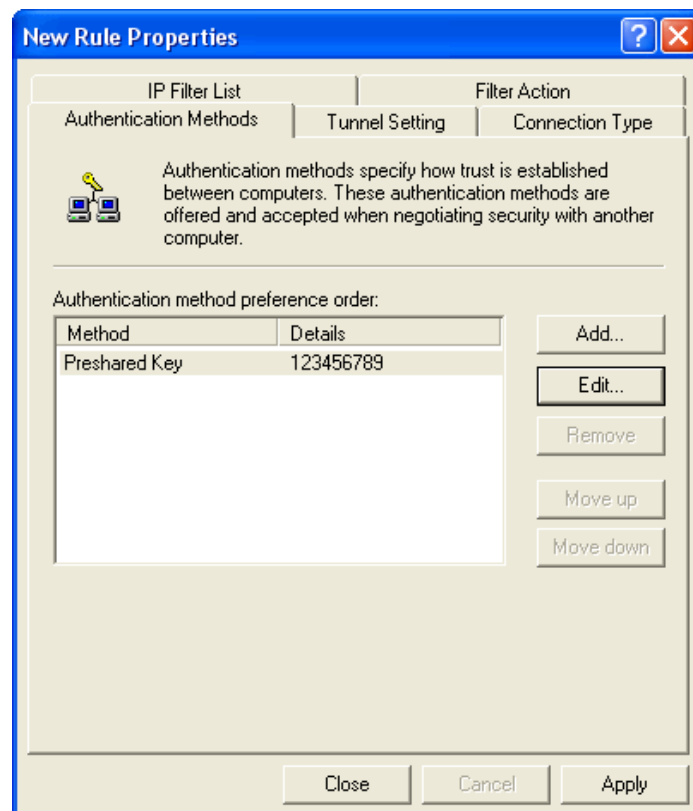 New Rule Properties
IP Filter List
Filter Action
Authentication Methods
Tunnel Setting
Connection Type
Authentication methods specify how trust is established
between computers. These authentication methods are
offered and accepted when negotiating security with another
computer.
Authentication method preference order:
Method Details
Preshared Key 123456789
Add...
Edit...
Remove
Move up
Move down
Close
Cancel
Apply